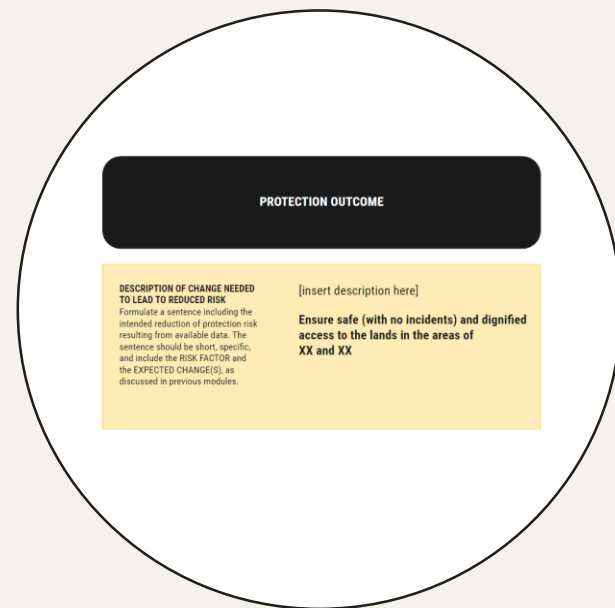 PROTECTION OUTCOME
DESCRIPTION OF CHANGE NEEDED
TO LEAD TO REDUCED RISK
Formulate a sentence including the
intended reduction of protection risk
resulting from available data. The
sentence should be short, specific,
and include the RISK FACTOR and
the EXPECTED CHANGE(S), as
discussed in previous modules.
[insert description here]
Ensure safe (with no incidents) and dignified
access to the lands in the areas of
XX and XX